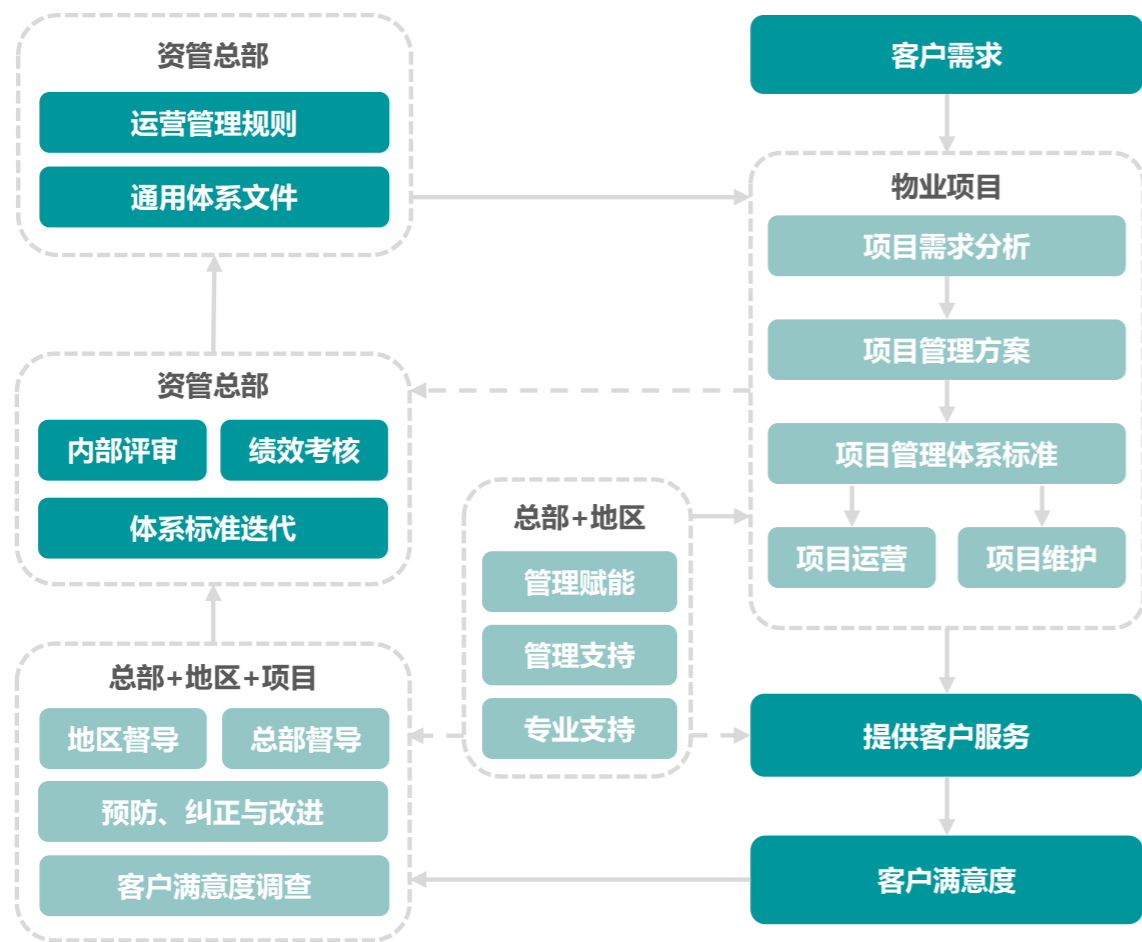 资管总部
运营管理规则
通用体系文件
客户需求
物业项目
项目需求分析
项目管理方案
项目管理体系标准
项目运营
项目维护
资管总部
内部评审
绩效考核
体系标准迭代
总部+地区
管理赋能
管理支持
专业支持
总部+地区+项目
地区督导
总部督导
预防、纠正与改进
客户满意度调查
提供客户服务
客户满意度